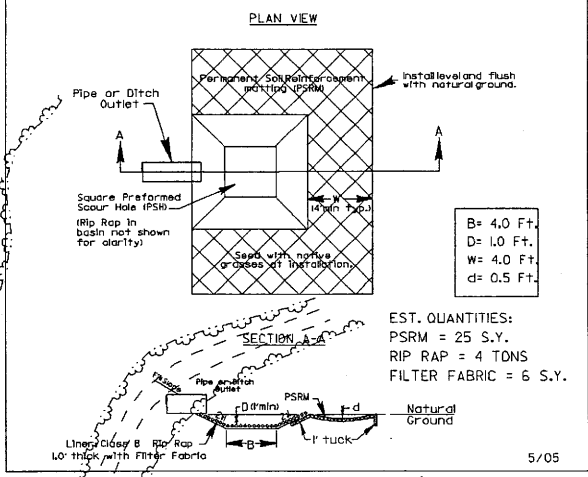 PLAN VIEW
Permanent Soil Reinforcement
matting (PSRM)
Install level and flush
with natural ground.
Pipe or Ditch
Outlet
A
A
Square Preformed
Scour Hole (PSH)
(Rip Rap in
basin not shown
for clarity)
W
(4'min typ.)
Seed with native
grasses at installation.
B= 4.0 Ft.
D= 1.0 Ft.
W= 4.0 Ft.
d= 0.5 Ft.
EST. QUANTITIES:
PSRM = 25 S.Y.
RIP RAP = 4 TONS
FILTER FABRIC = 6 S.Y.
SECTION A-A
Fill Slope
Pipe or Ditch
Outlet
D (1'min)
PSRM
d
Natural
Ground
1' tuck
B
Liner: Class B Rip Rap
1.0' thick with Filter Fabric
5/05